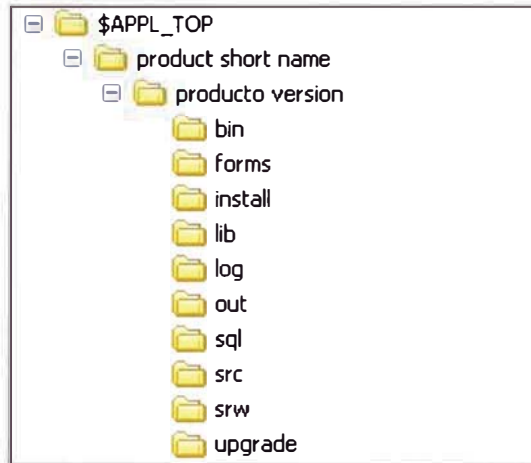 $APPL_TOP
product short name
producto version
bin
forms
install
lib
log
out
sql
src
srw
upgrade